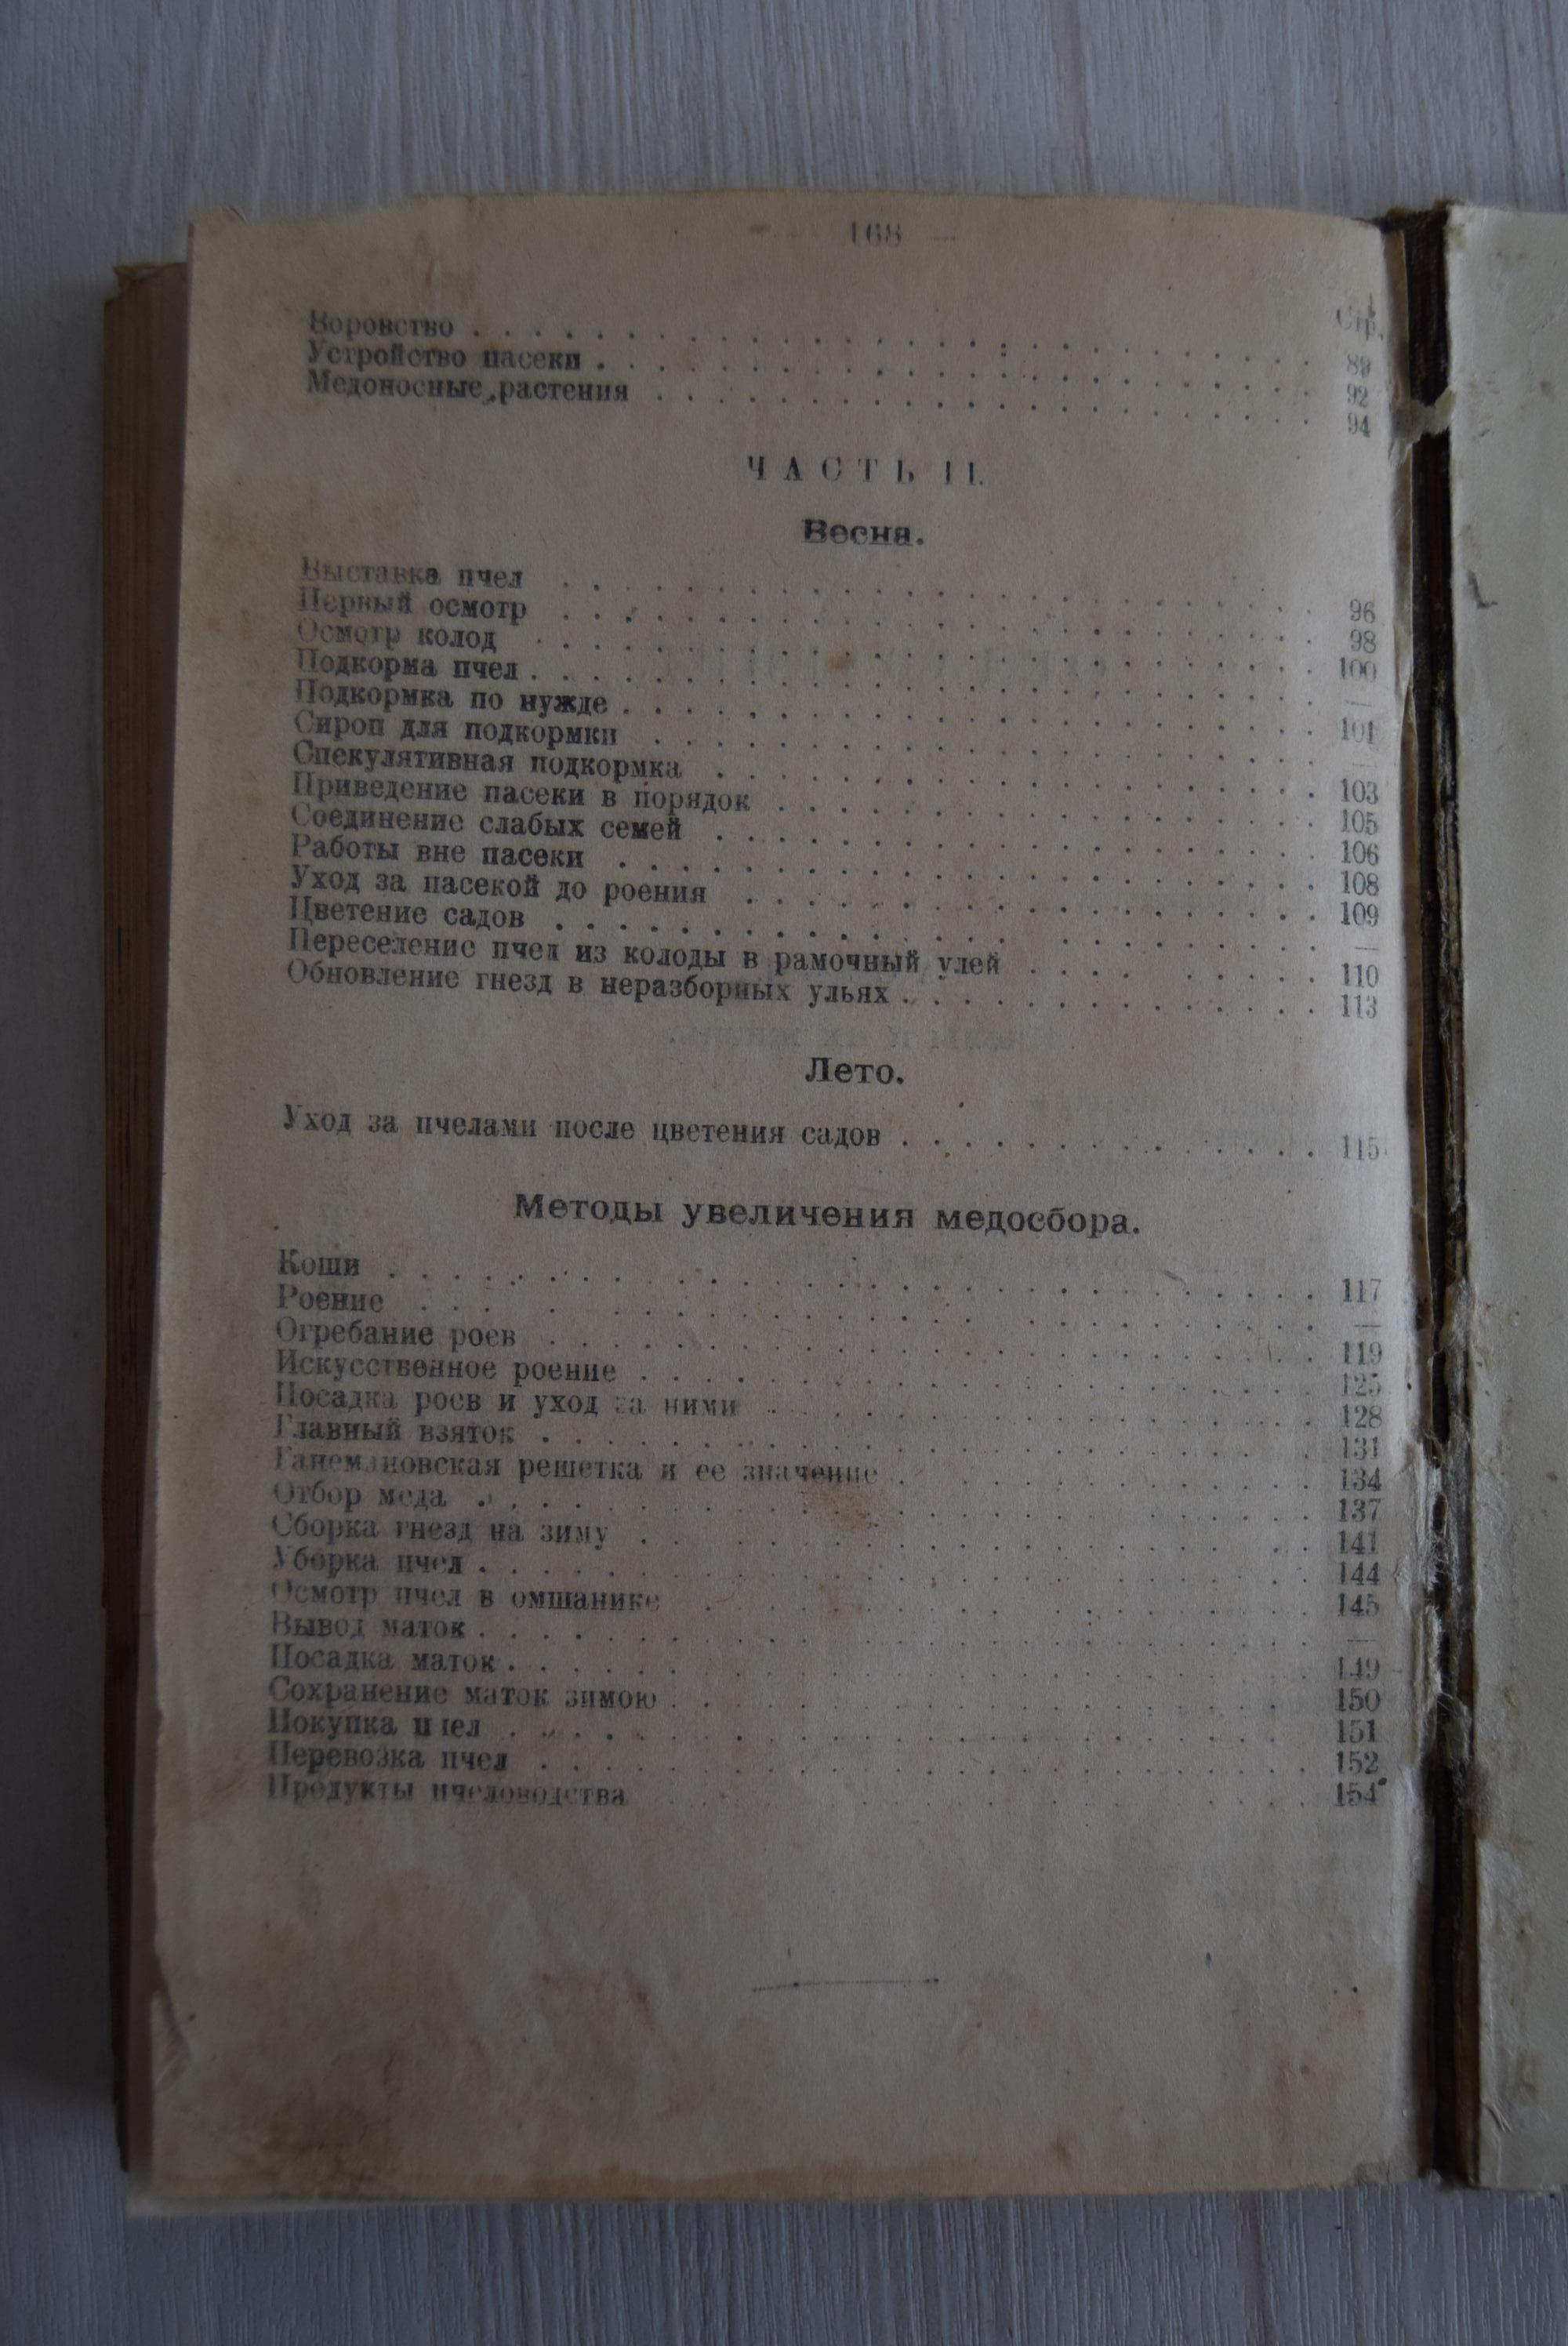 — 168 —
Стр.
Воровство . . . . . . . . . . 89
Устройство пасеки . . . . . . . . . . 92
Медоносные растения . . . . . . . . . . 94
ЧАСТЬ II.
Весна.
Выставка пчел . . . . . . . . . . 96
Первый осмотр . . . . . . . . . . 98
Осмотр колод . . . . . . . . . . 100
Подкорма пчел . . . . . . . . . . —
Подкормка по нужде . . . . . . . . . . 101
Сироп для подкормки . . . . . . . . . . —
Спекулятивная подкормка . . . . . . . . . . 103
Приведение пасеки в порядок . . . . . . . . . . 105
Соединение слабых семей . . . . . . . . . . 106
Работы вне пасеки . . . . . . . . . . 108
Уход за пасекой до роения . . . . . . . . . . 109
Цветение садов . . . . . . . . . . —
Переселение пчел из колоды в рамочный улей . . . . . . . . . . 110
Обновление гнезд в неразборных ульях . . . . . . . . . . 113
Лето.
Уход за пчелами после цветения садов . . . . . . . . . . 115
Методы увеличения медосбора.
Коши . . . . . . . . . . 117
Роение . . . . . . . . . . —
Огребание роев . . . . . . . . . . 119
Искусственное роение . . . . . . . . . . 125
Посадка роев и уход за ними . . . . . . . . . . 128
Главный взяток . . . . . . . . . . 131
Ганемановская решетка и ее значение . . . . . . . . . . 134
Отбор меда . . . . . . . . . . 137
Сборка гнезд на зиму . . . . . . . . . . 141
Уборка пчел . . . . . . . . . . 144
Осмотр пчел в омшанике . . . . . . . . . . 145
Вывод маток . . . . . . . . . . —
Посадка маток . . . . . . . . . . 149
Сохранение маток зимою . . . . . . . . . . 150
Покупка пчел . . . . . . . . . . 151
Перевозка пчел . . . . . . . . . . 152
Продукты пчеловодства . . . . . . . . . . 154